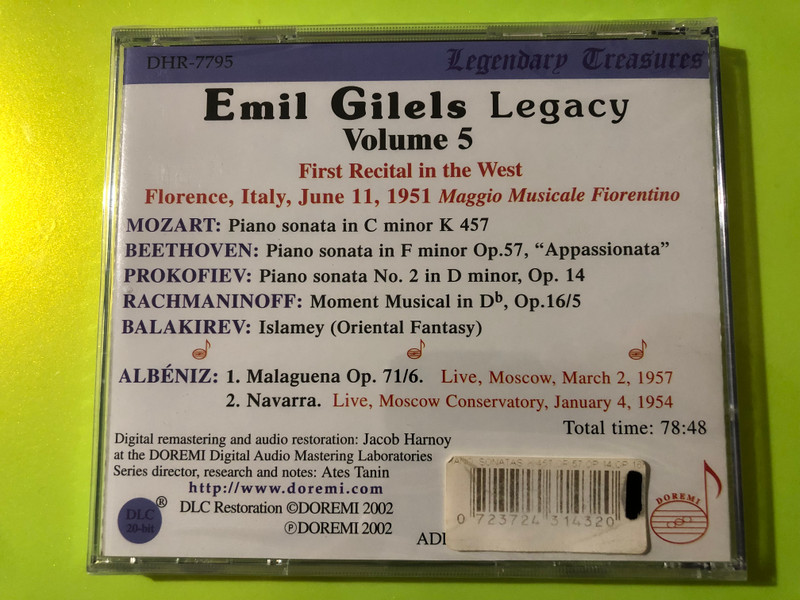 DHR-7795 Legendary Treasures
Emil Gilels Legacy
Volume 5
First Recital in the West
Florence, Italy, June 11, 1951 Maggio Musicale Fiorentino
MOZART: Piano sonata in C minor K 457
BEETHOVEN: Piano sonata in F minor Op.57, “Appassionata”
PROKOFIEV: Piano sonata No. 2 in D minor, Op. 14
RACHMANINOFF: Moment Musical in Db, Op.16/5
BALAKIREV: Islamey (Oriental Fantasy)
ALBÉNIZ: 1. Malaguena Op. 71/6. Live, Moscow, March 2, 1957
2. Navarra. Live, Moscow Conservatory, January 4, 1954
Total time: 78:48
Digital remastering and audio restoration: Jacob Harnoy
at the DOREMI Digital Audio Mastering Laboratories
Series director, research and notes: Ates Tanin
http://www.doremi.com
DLC Restoration ©DOREMI 2002
℗DOREMI 2002
DLC ®
20-bit
SONATAS
0 723724 314320
DOREMI